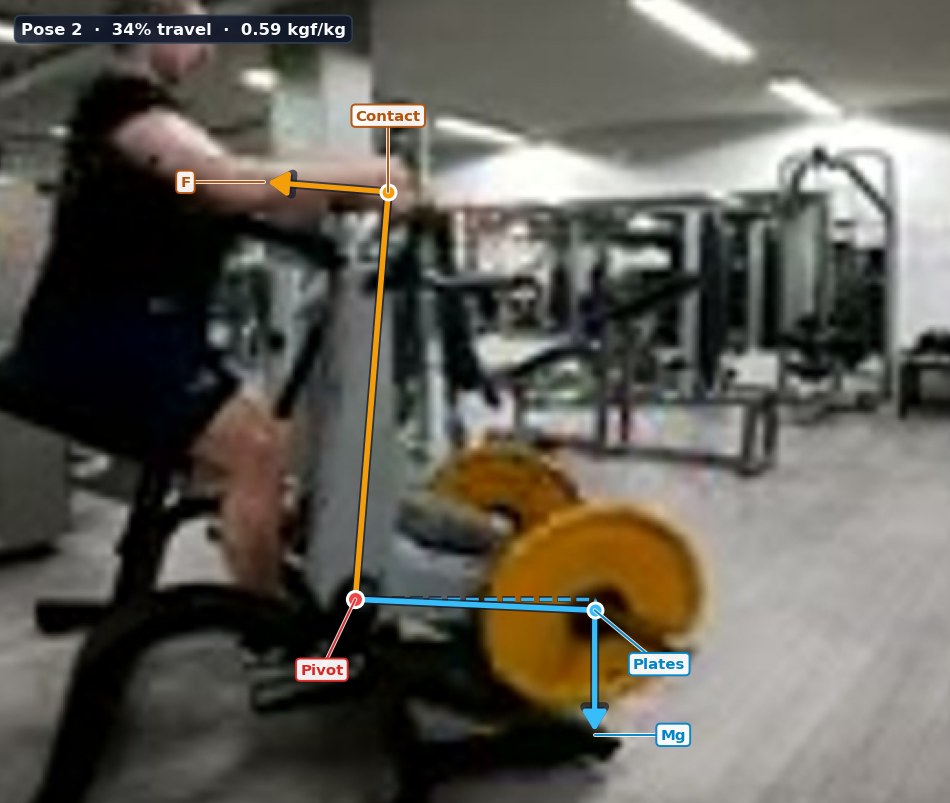 Pose 2 · 34% travel · 0.59 kgf/kg
Contact
F
Plates
Pivot
Mg